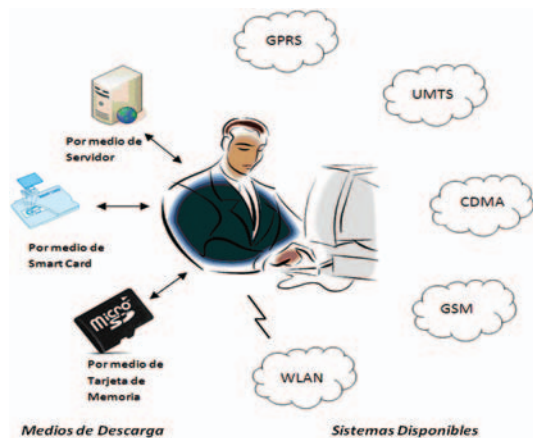 GPRS
UMTS
Por medio de
Servidor
CDMA
Por medio de
Smart Card
GSM
micro
SD
Por medio de
Tarjeta de
Memoria
WLAN
Medios de Descarga
Sistemas Disponibles